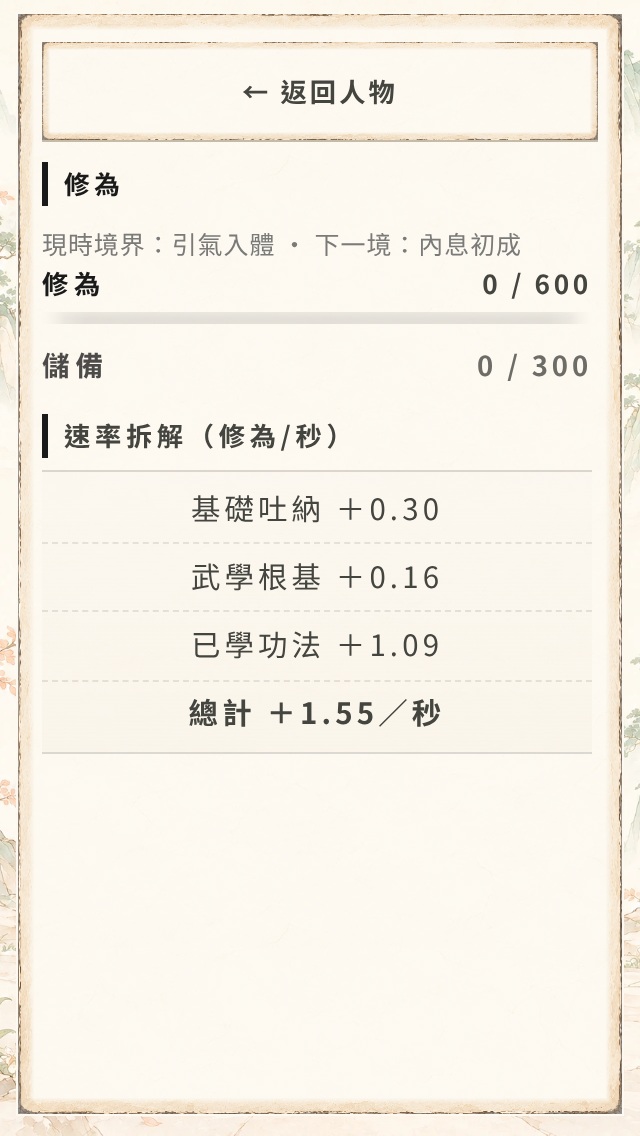 ← 返回人物
修為
現時境界：引氣入體 · 下一境：內息初成
修為 0 / 600
儲備 0 / 300
速率拆解（修為/秒）
基礎吐納 ＋0.30
武學根基 ＋0.16
已學功法 ＋1.09
總計 ＋1.55／秒